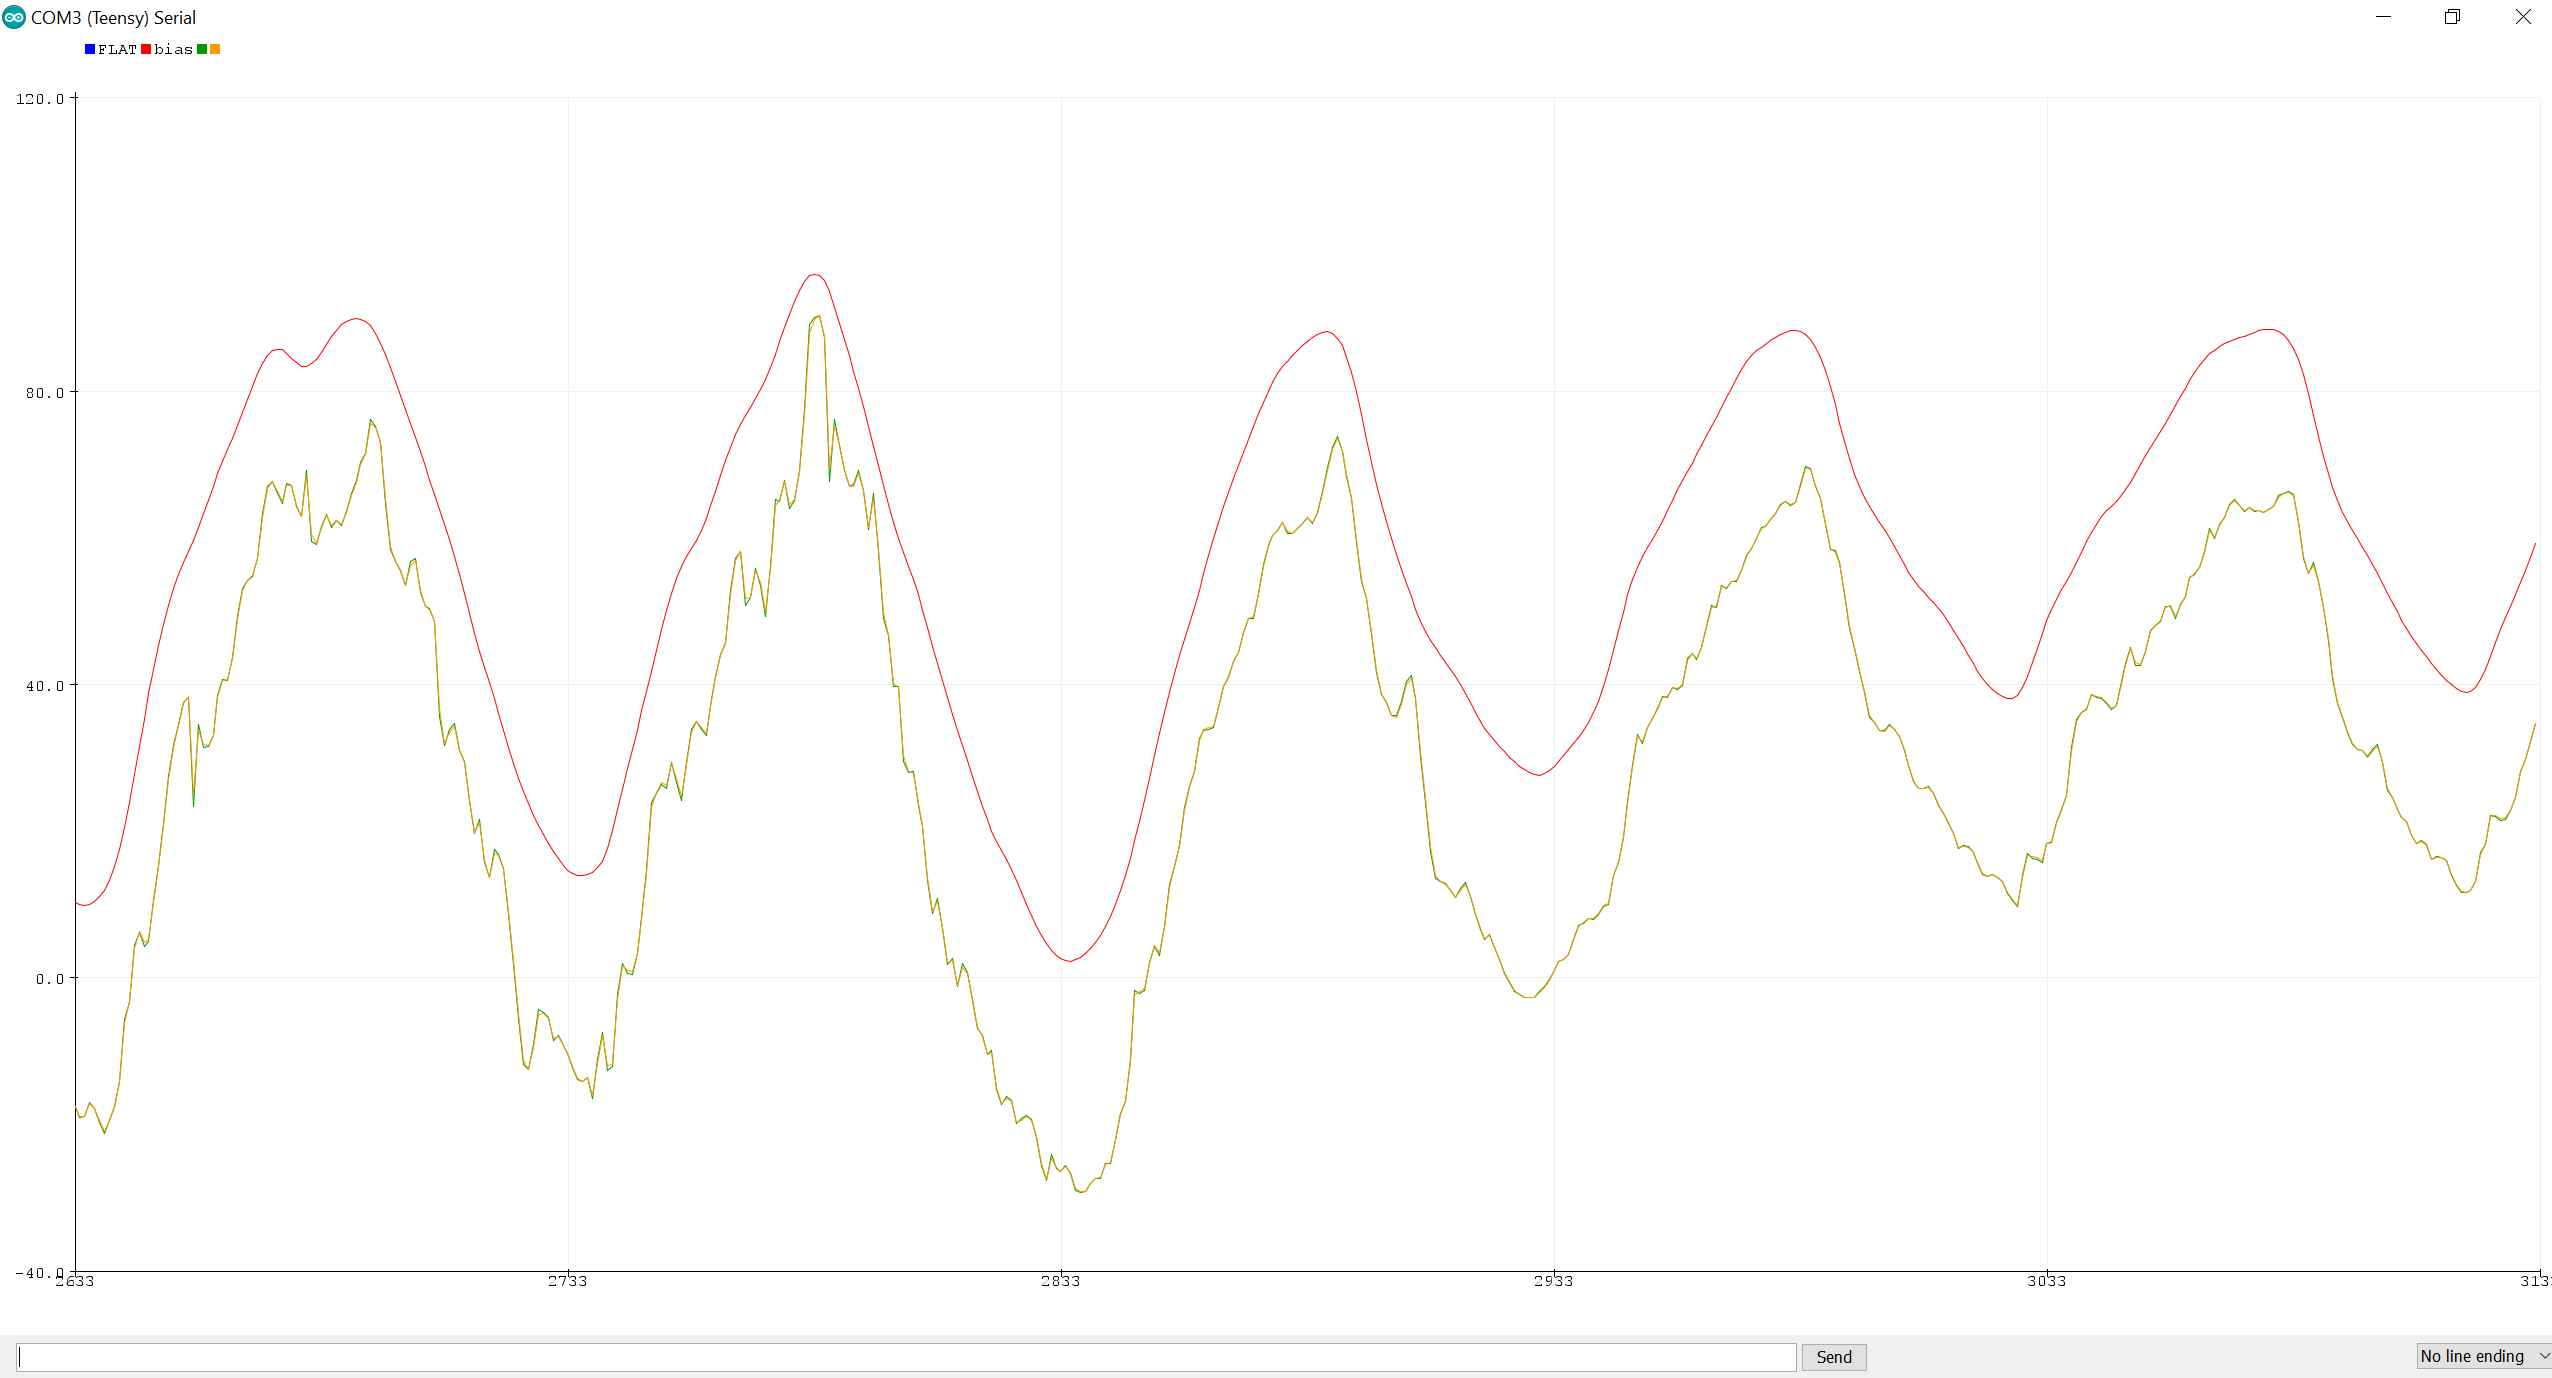 COM3 (Teensy) Serial
FLAT bias
120.0
80.0
40.0
0.0
-40.0
2633 2733 2833 2933 3033 313
Send
No line ending